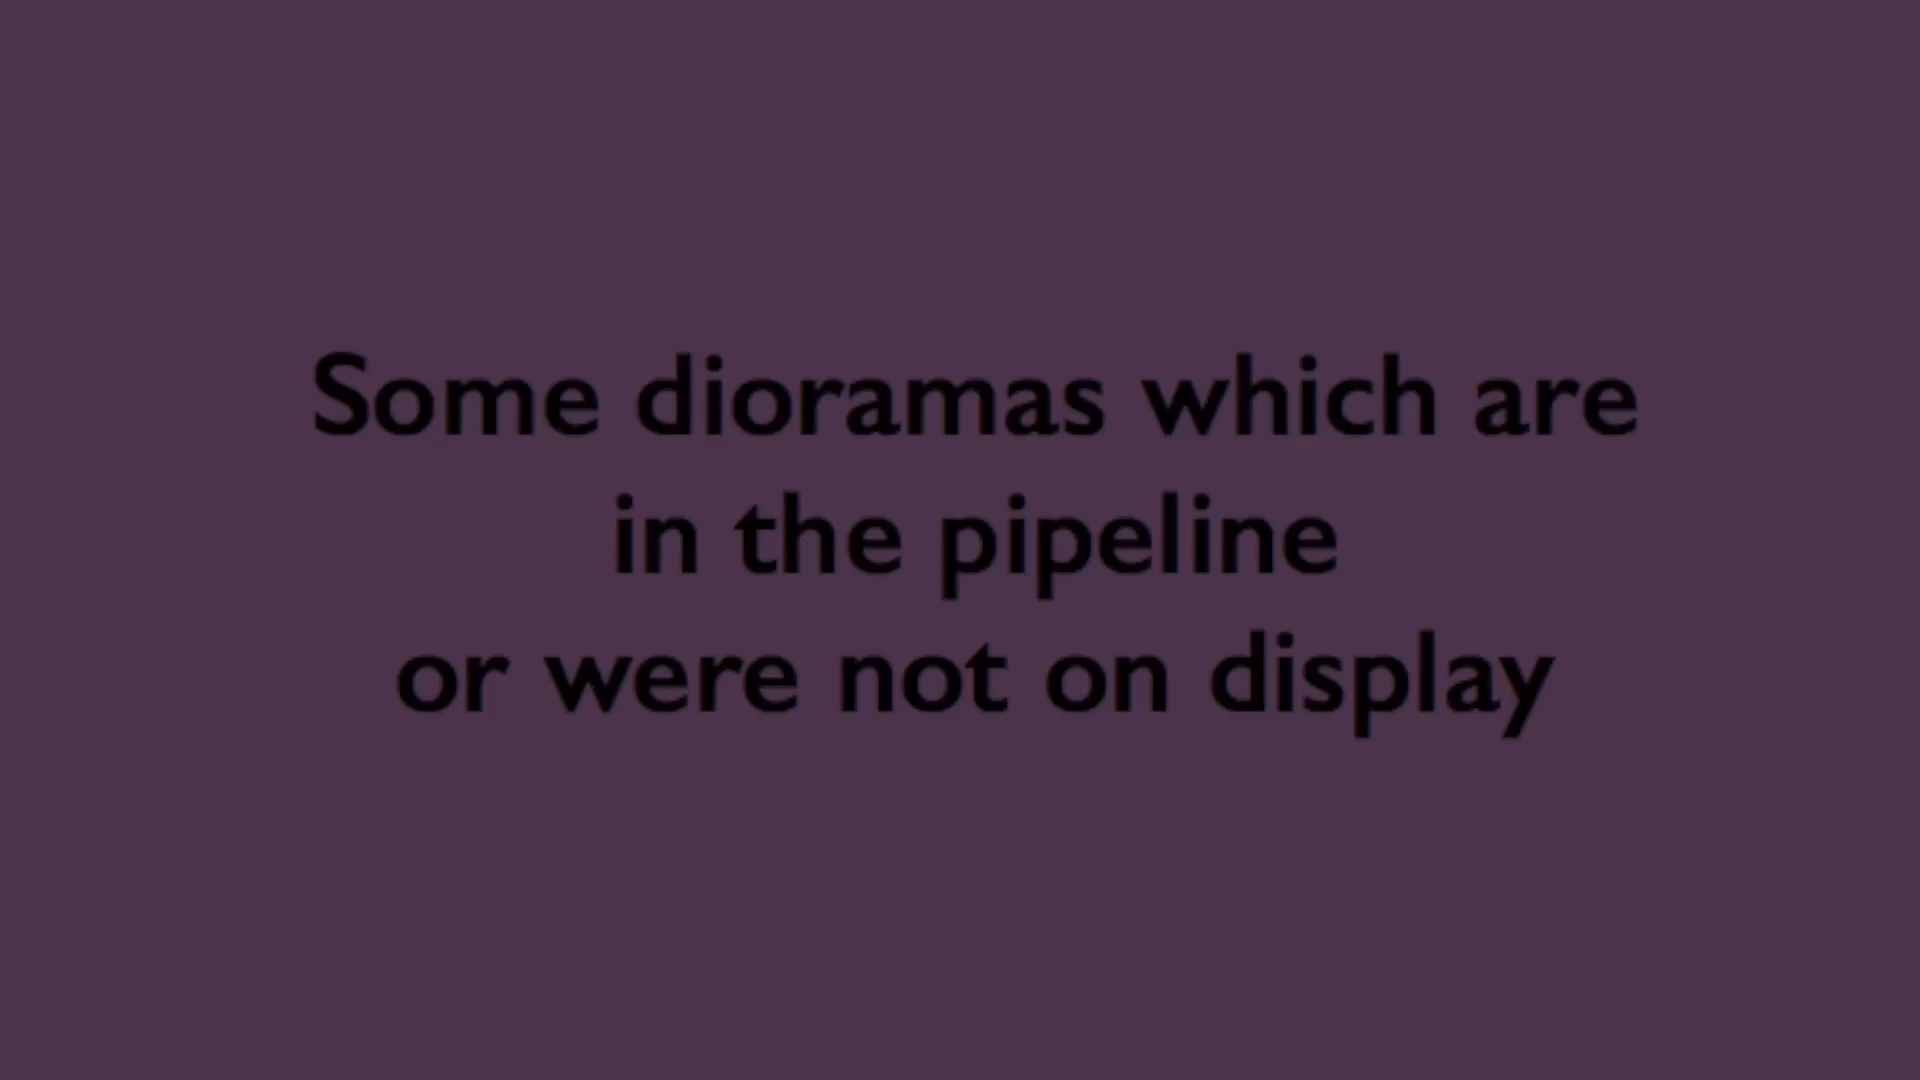 Some dioramas which are
in the pipeline
or were not on display